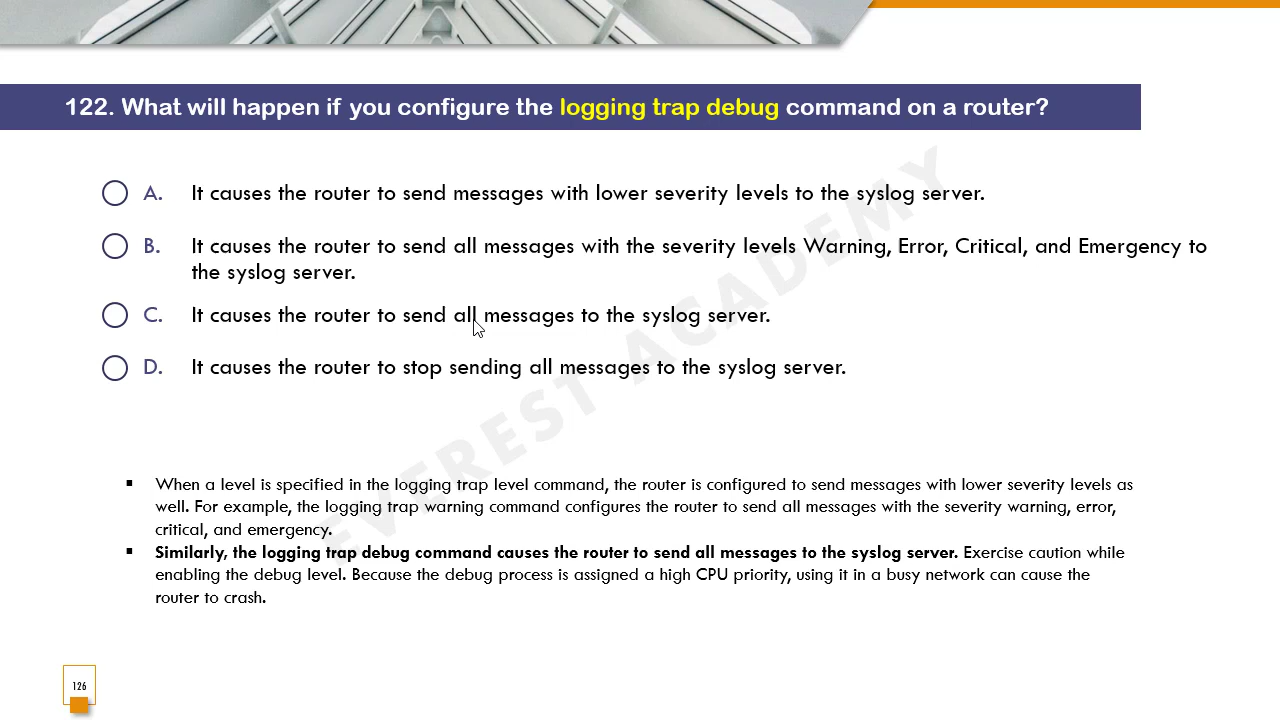 122. What will happen if you configure the logging trap debug command on a router?
A. It causes the router to send messages with lower severity levels to the syslog server.
B. It causes the router to send all messages with the severity levels Warning, Error, Critical, and Emergency to
the syslog server.
C. It causes the router to send all messages to the syslog server.
D. It causes the router to stop sending all messages to the syslog server.
EVEREST ACADEMY
▪ When a level is specified in the logging trap level command, the router is configured to send messages with lower severity levels as
well. For example, the logging trap warning command configures the router to send all messages with the severity warning, error,
critical, and emergency.
▪ Similarly, the logging trap debug command causes the router to send all messages to the syslog server. Exercise caution while
enabling the debug level. Because the debug process is assigned a high CPU priority, using it in a busy network can cause the
router to crash.
126